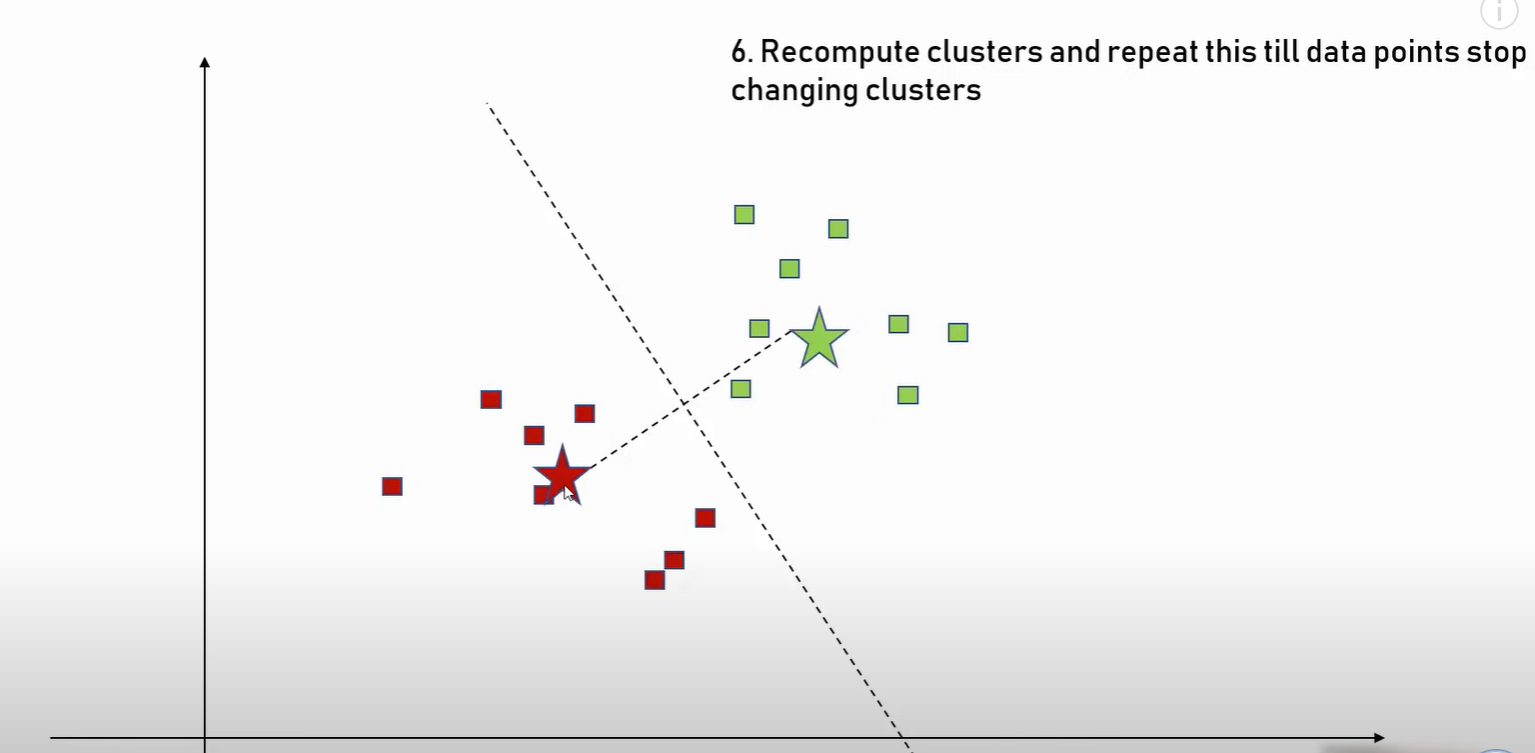 6. Recompute clusters and repeat this till data points stop
changing clusters